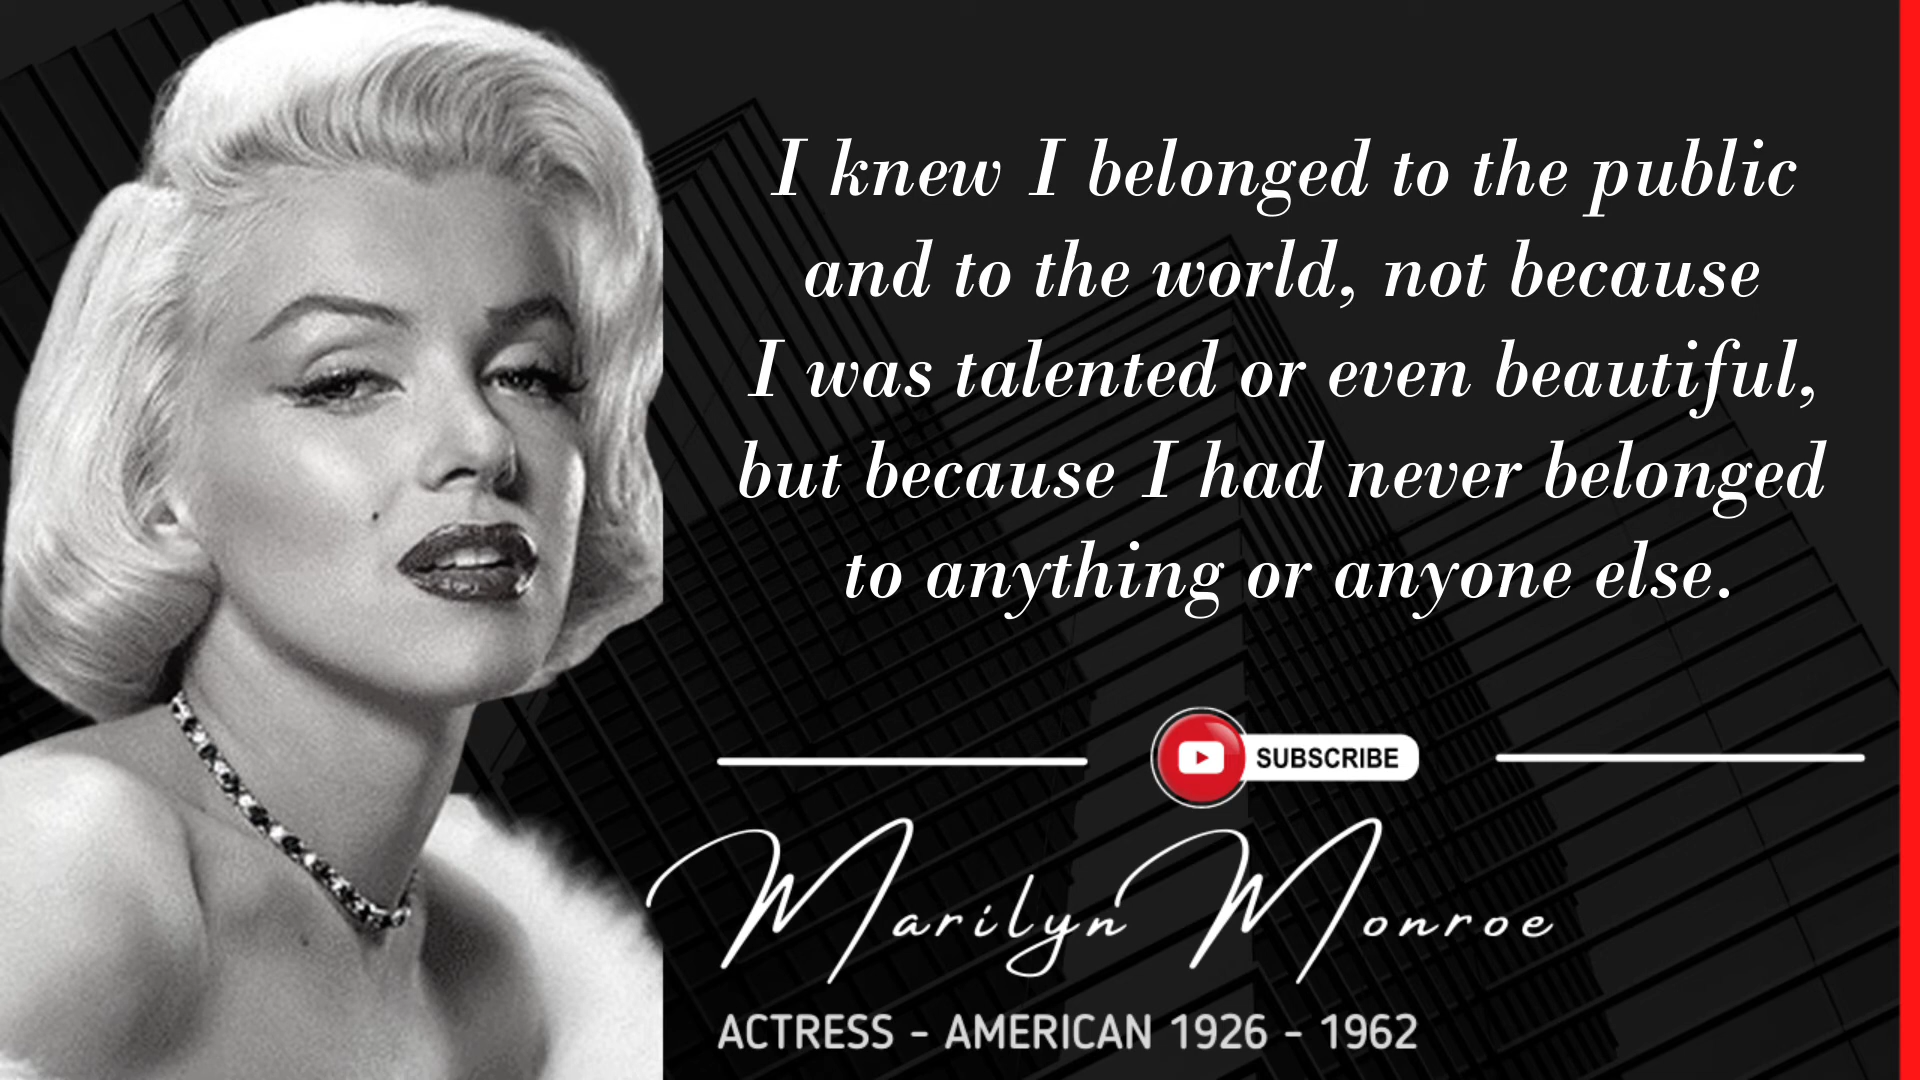 I knew I belonged to the public
and to the world, not because
I was talented or even beautiful,
but because I had never belonged
to anything or anyone else.
SUBSCRIBE
Marilyn Monroe
ACTRESS - AMERICAN 1926 - 1962